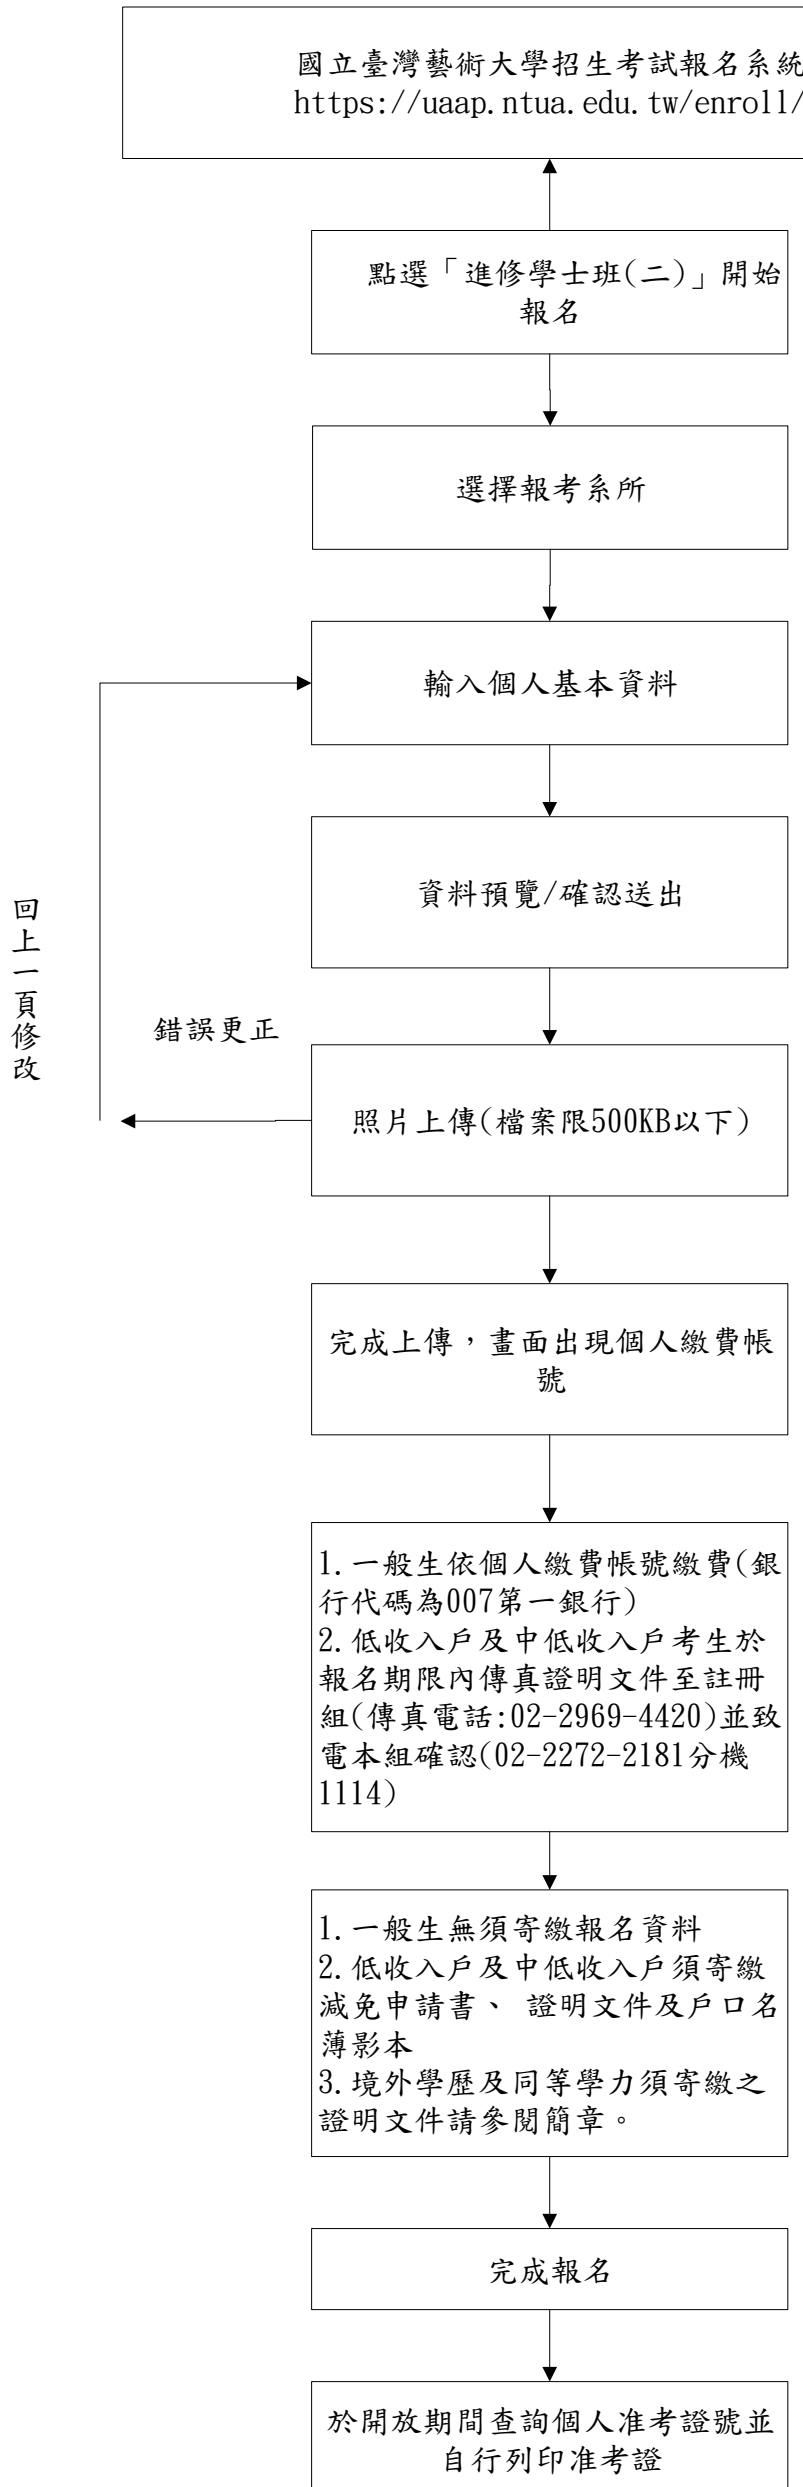 國立臺灣藝術大學招生考試報名系統
https://uaap.ntua.edu.tw/enroll/
點選「進修學士班(二)」開始
報名
選擇報考系所
輸入個人基本資料
資料預覽/確認送出
回上一頁修改
錯誤更正
照片上傳(檔案限500KB以下)
完成上傳，畫面出現個人繳費帳
號
1.一般生依個人繳費帳號繳費(銀
行代碼為007第一銀行)
2.低收入戶及中低收入戶考生於
報名期限內傳真證明文件至註冊
組(傳真電話:02-2969-4420)並致
電本組確認(02-2272-2181分機
1114)
1.一般生無須寄繳報名資料
2.低收入戶及中低收入戶須寄繳
減免申請書、 證明文件及戶口名
薄影本
3.境外學歷及同等學力須寄繳之
證明文件請參閱簡章。
完成報名
於開放期間查詢個人准考證號並
自行列印准考證